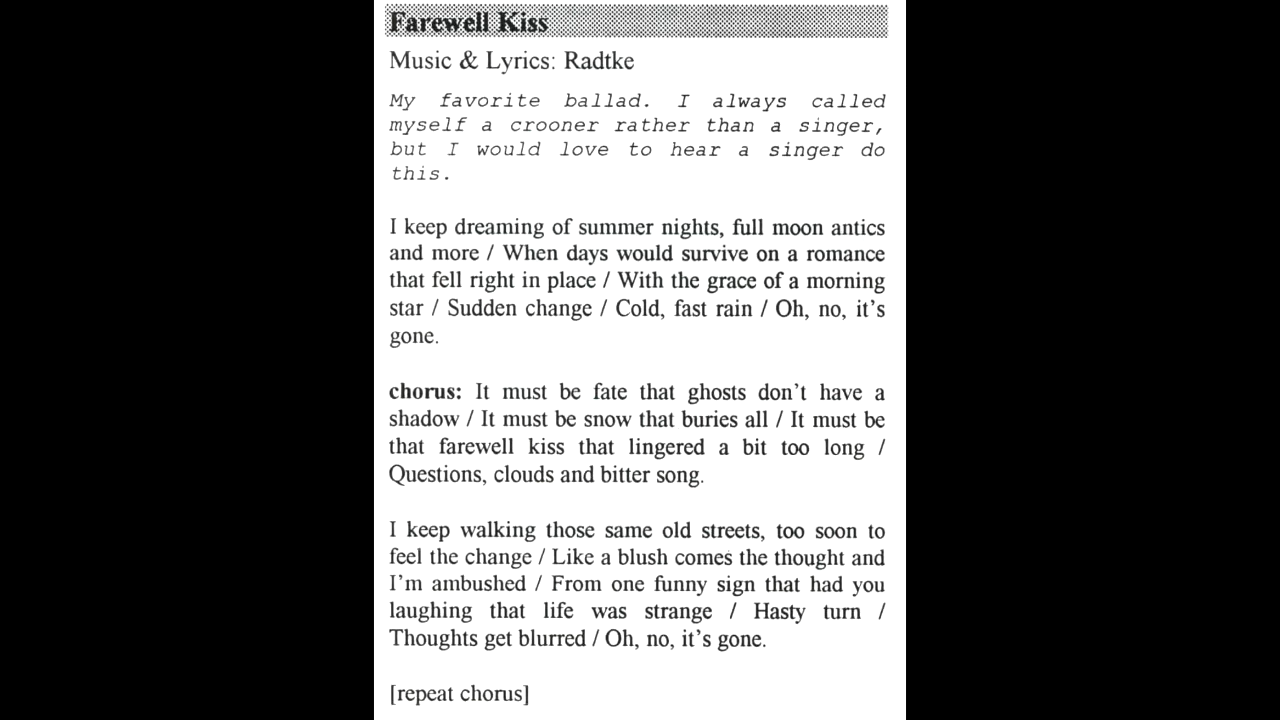 Farewell Kiss
Music & Lyrics: Radtke
My favorite ballad. I always called
myself a crooner rather than a singer,
but I would love to hear a singer do
this.
I keep dreaming of summer nights, full moon antics
and more / When days would survive on a romance
that fell right in place / With the grace of a morning
star / Sudden change / Cold, fast rain / Oh, no, it's
gone.
chorus: It must be fate that ghosts don't have a
shadow / It must be snow that buries all / It must be
that farewell kiss that lingered a bit too long /
Questions, clouds and bitter song.
I keep walking those same old streets, too soon to
feel the change / Like a blush comes the thought and
I'm ambushed / From one funny sign that had you
laughing that life was strange / Hasty turn /
Thoughts get blurred / Oh, no, it's gone.
[repeat chorus]